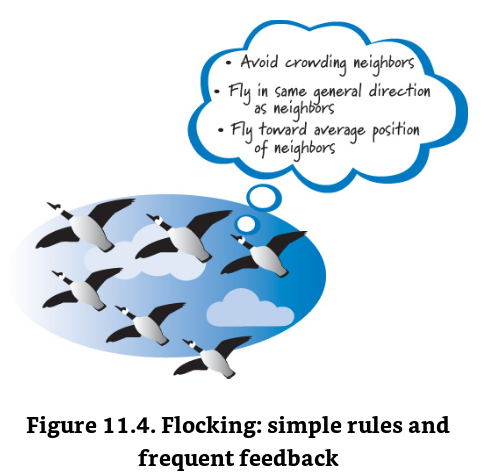 • Avoid crowding neighbors
• Fly in same general direction
as neighbors
• Fly toward average position
of neighbors
Figure 11.4. Flocking: simple rules and
frequent feedback